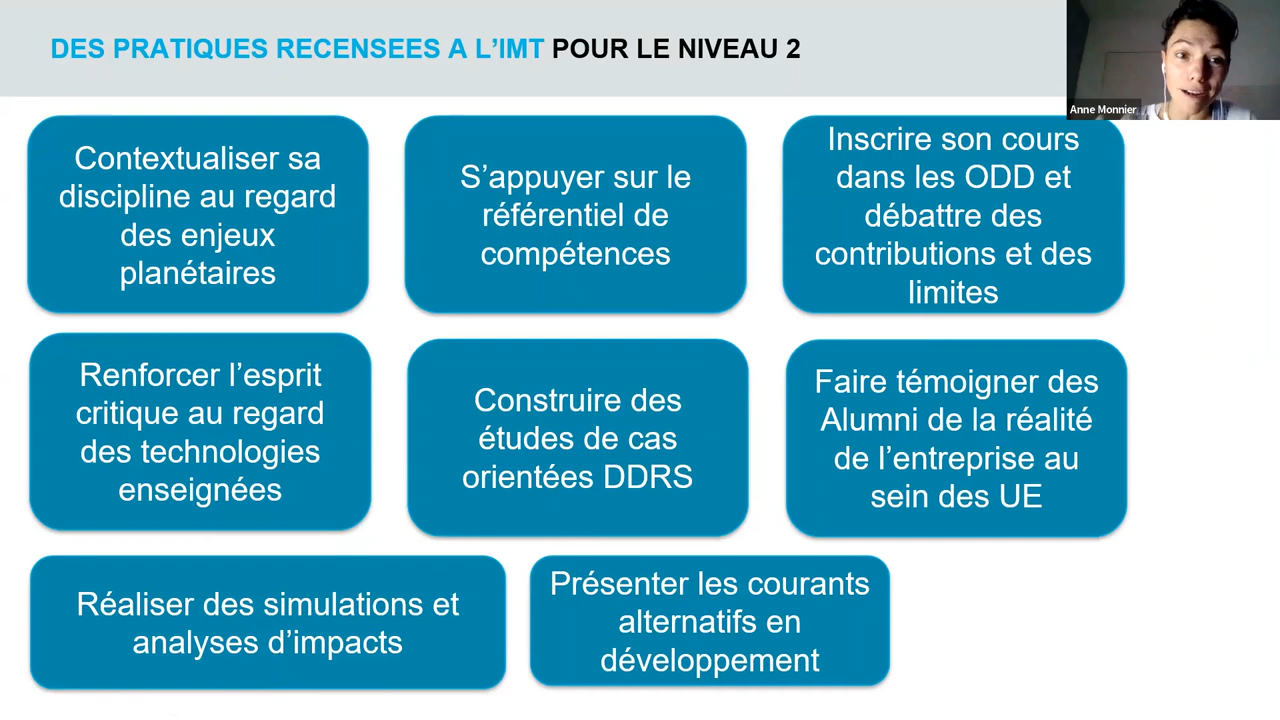 DES PRATIQUES RECENSEES A L’IMT POUR LE NIVEAU 2
Anne Monnier
Contextualiser sa
discipline au regard
des enjeux
planétaires
S’appuyer sur le
référentiel de
compétences
Inscrire son cours
dans les ODD et
débattre des
contributions et des
limites
Renforcer l’esprit
critique au regard
des technologies
enseignées
Construire des
études de cas
orientées DDRS
Faire témoigner des
Alumni de la réalité
de l’entreprise au
sein des UE
Réaliser des simulations et
analyses d’impacts
Présenter les courants
alternatifs en
développement